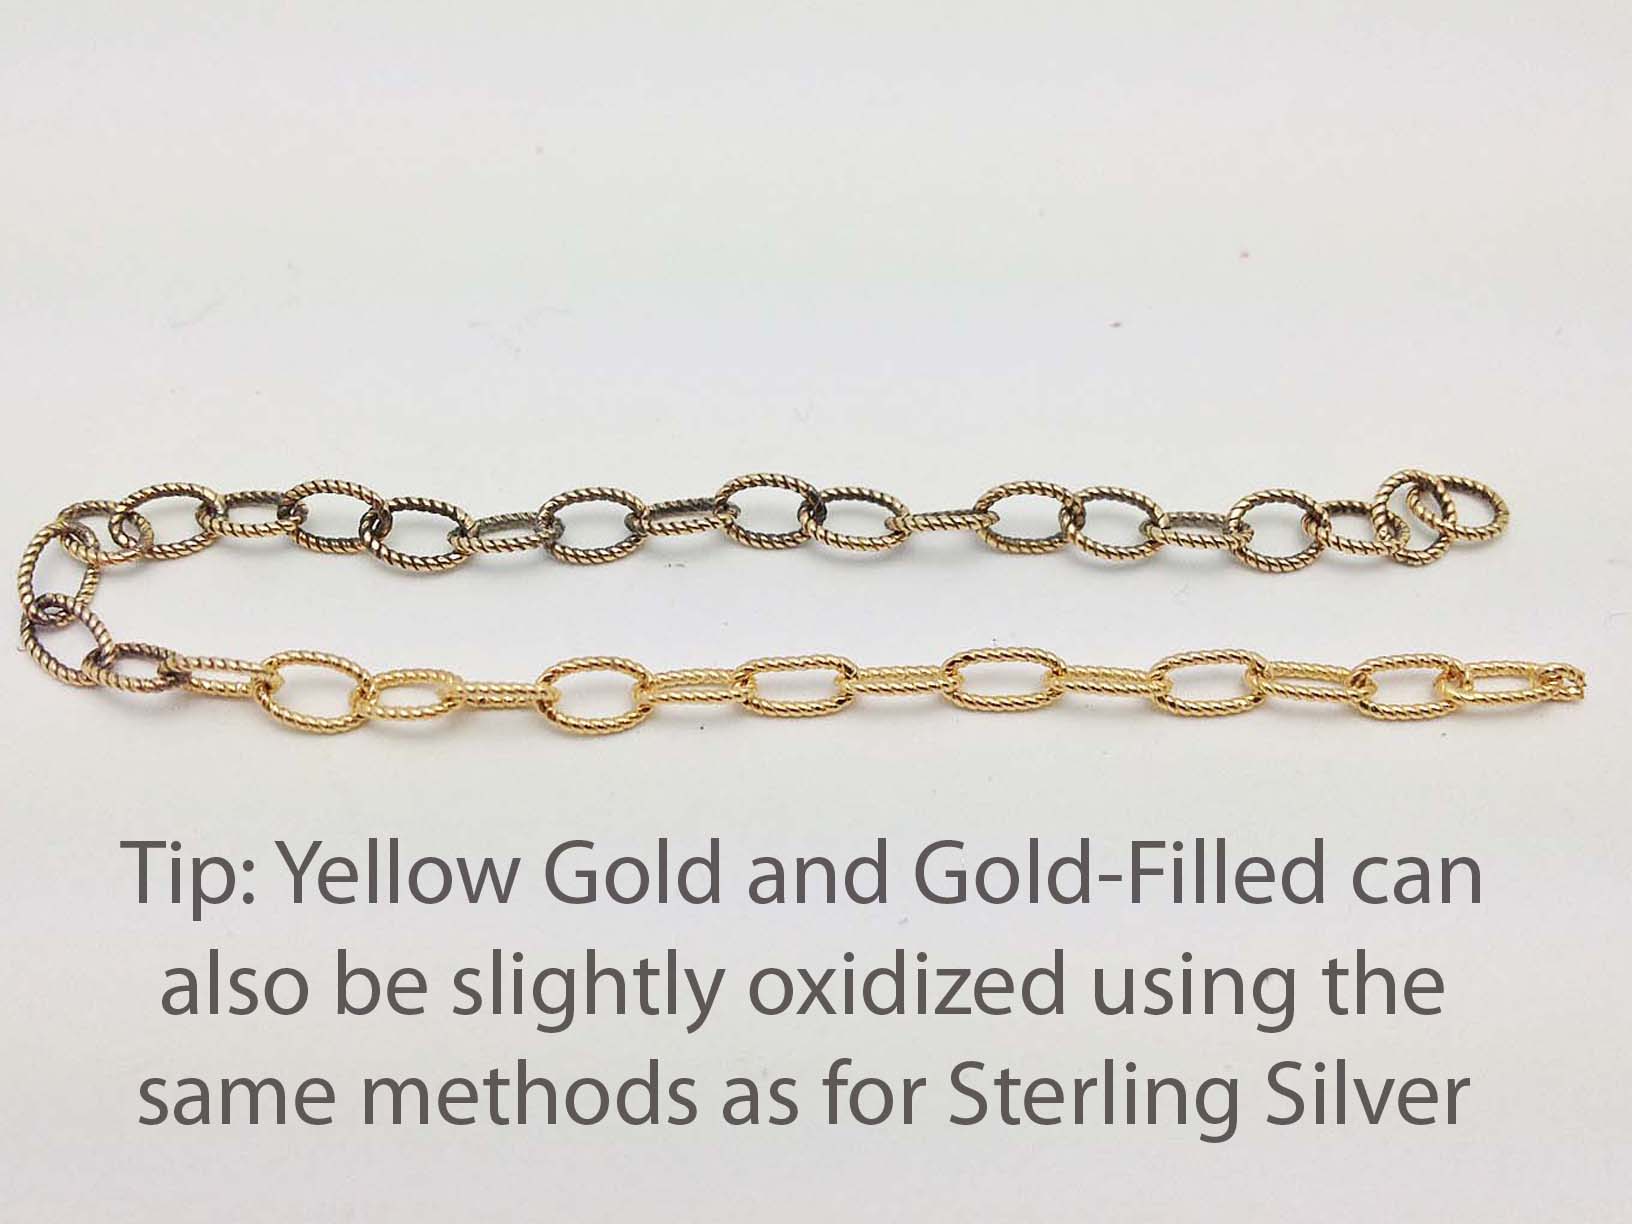 Tip: Yellow Gold and Gold-Filled can
also be slightly oxidized using the
same methods as for Sterling Silver